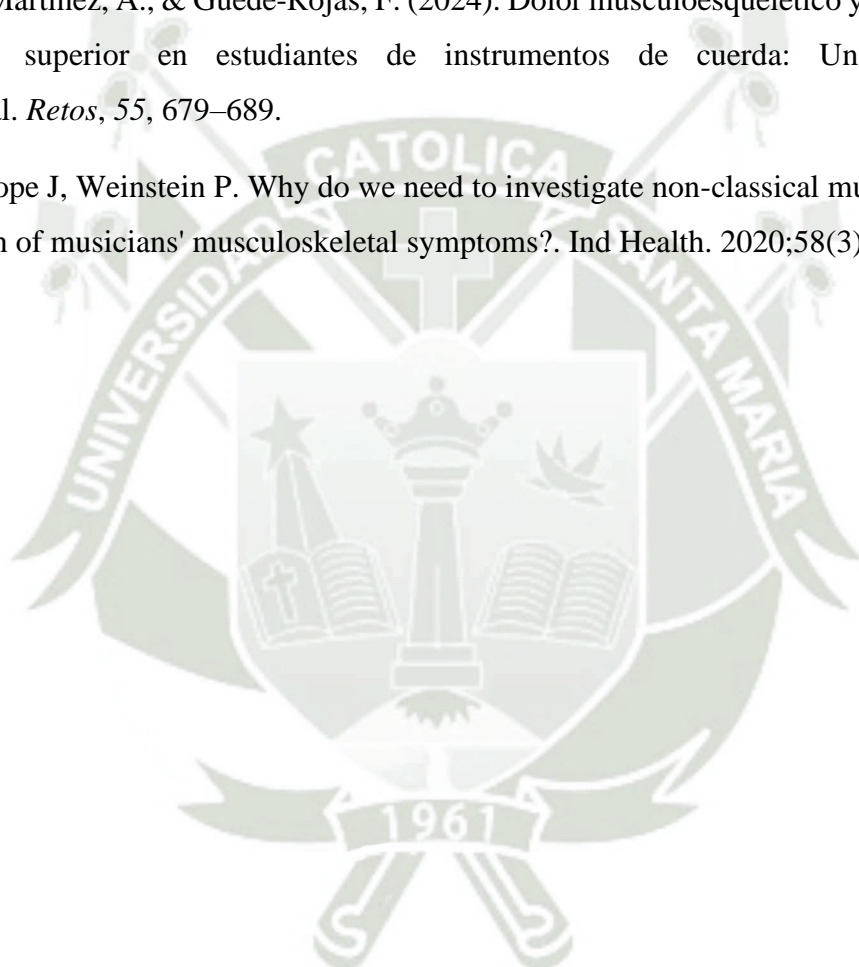 Martínez, A., & Guede-Rojas, F. (2024). Dolor musculoesquelético y
superior en estudiantes de instrumentos de cuerda: Un
l. Retos, 55, 679–689.
ope J, Weinstein P. Why do we need to investigate non-classical mu
n of musicians' musculoskeletal symptoms?. Ind Health. 2020;58(3)
UNIVERSIDAD CATOLICA SANTA MARIA
1961